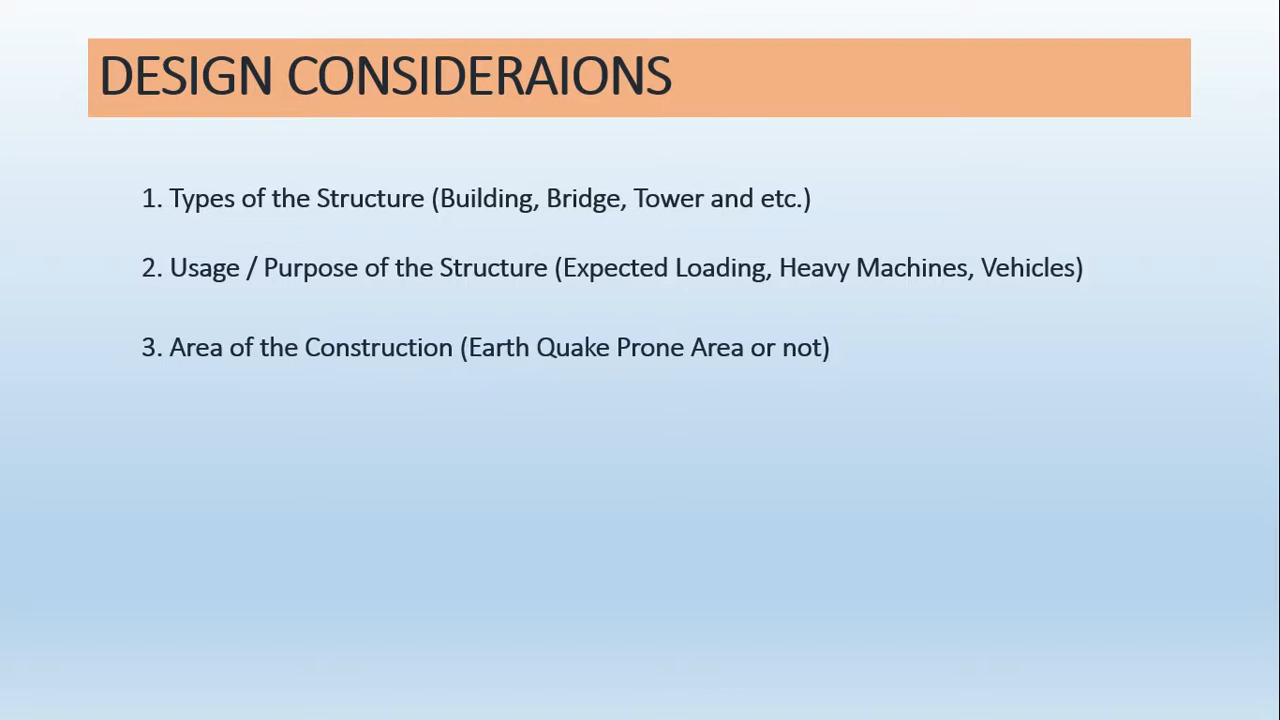 DESIGN CONSIDERAIONS
1. Types of the Structure (Building, Bridge, Tower and etc.)
2. Usage / Purpose of the Structure (Expected Loading, Heavy Machines, Vehicles)
3. Area of the Construction (Earth Quake Prone Area or not)